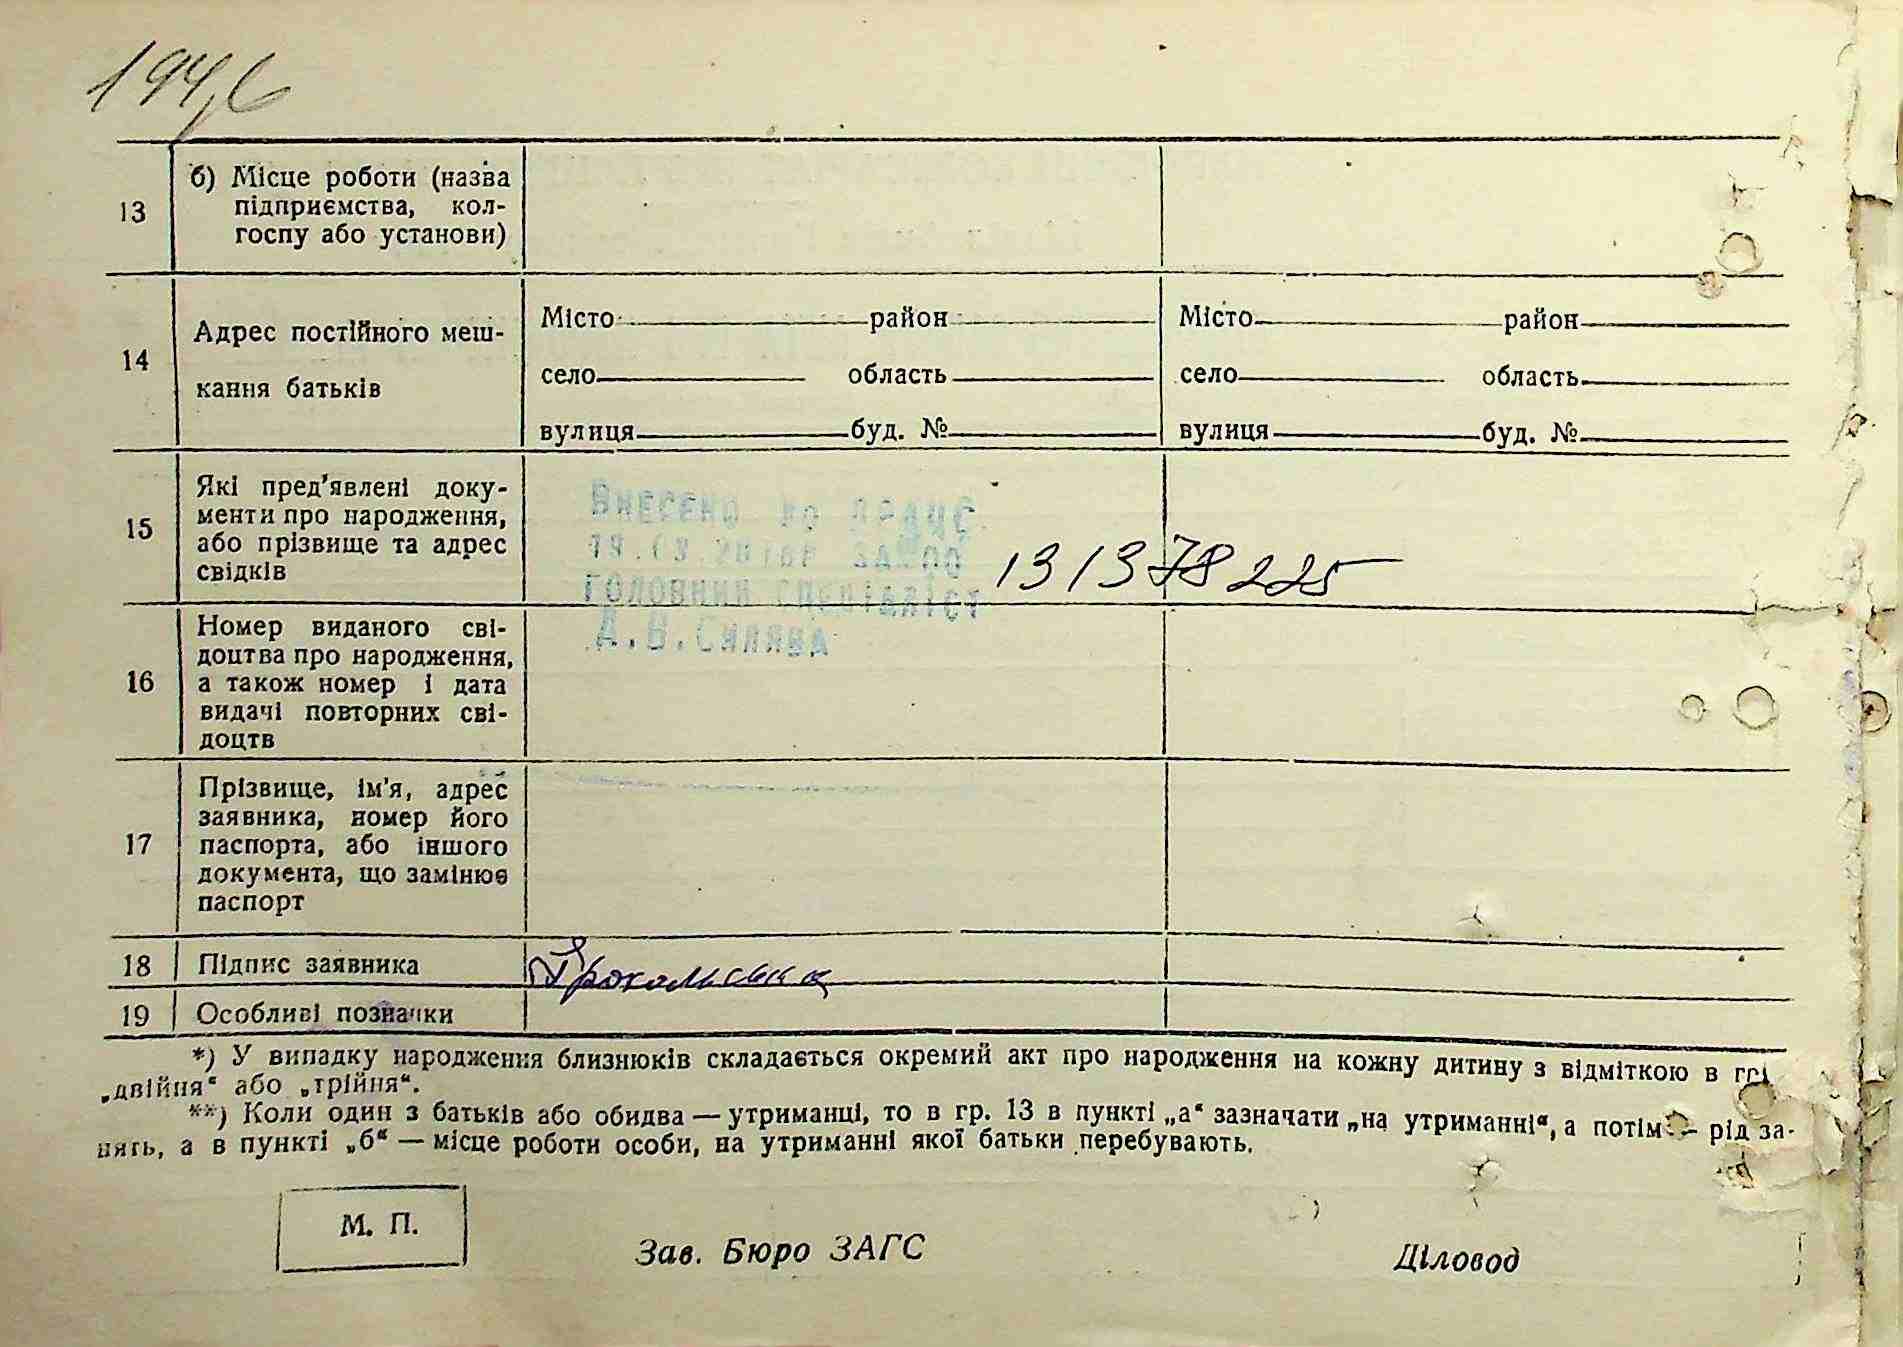 1946
13
б) Місце роботи (назва
підприємства, кол-
госпу або установи)
14
Адрес постійного меш-
кання батьків
Місто район
село область
вулиця буд. №
Місто район
село область
вулиця буд. №
15
Які пред'явлені доку-
менти про народження,
або прізвище та адрес
свідків
Внесено до ДРАЦС
за №00 131378225
головний спеціаліст
16
Номер виданого сві-
доцтва про народження,
а також номер і дата
видачі повторних сві-
доцтв
17
Прізвище, ім'я, адрес
заявника, номер його
паспорта, або іншого
документа, що замінює
паспорт
18
Підпис заявника
19
Особливі позначки
*) У випадку народження близнюків складається окремий акт про народження на кожну дитину з відміткою в
„двійня“ або „трійня“.
**) Коли один з батьків або обидва — утриманці, то в гр. 13 в пункті „а“ зазначати „на утриманні“, а потім — рід за-
нять, а в пункті „б“ — місце роботи особи, на утриманні якої батьки перебувають.
М. П.
Зав. Бюро ЗАГС
Діловод